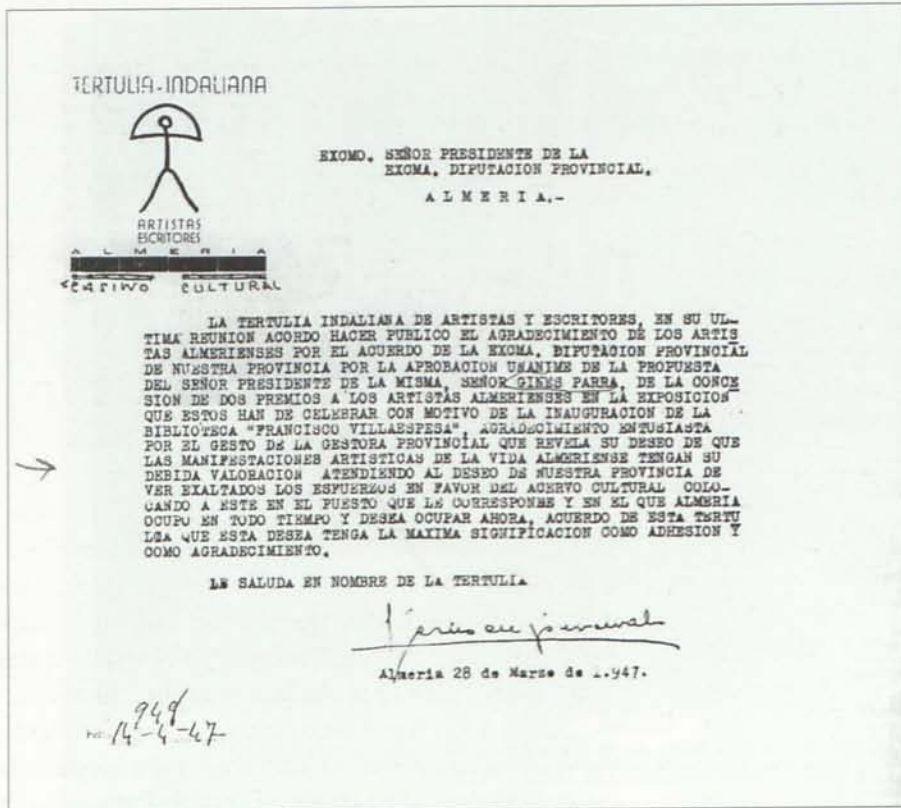 TERTULIA-INDALIANA
ARTISTAS
ESCRITORES
ALMERIA
CASINO CULTURAL
EXCMO. SEÑOR PRESIDENTE DE LA
EXCMA. DIPUTACION PROVINCIAL.
ALMERIA.-
LA TERTULIA INDALIANA DE ARTISTAS Y ESCRITORES, EN SU UL-
TIMA REUNION ACORDO HACER PUBLICO EL AGRADECIMIENTO DE LOS ARTIS
TAS ALMERIENSES POR EL ACUERDO DE LA EXCMA. DIPUTACION PROVINCIAL
DE NUESTRA PROVINCIA POR LA APROBACION UNANIME DE LA PROPUESTA
DEL SEÑOR PRESIDENTE DE LA MISMA, SEÑOR GINES PARRA, DE LA CONCE
SION DE DOS PREMIOS A LOS ARTISTAS ALMERIENSES EN LA EXPOSICION
QUE ESTOS HAN DE CELEBRAR CON MOTIVO DE LA INAUGURACION DE LA
BIBLIOTECA "FRANCISCO VILLAESPESA", AGRADECIMIENTO ENTUSIASTA
POR EL GESTO DE LA GESTORA PROVINCIAL QUE REVELA SU DESEO DE QUE
LAS MANIFESTACIONES ARTISTICAS DE LA VIDA ALMERIENSE TENGAN SU
DEBIDA VALORACION ATENDIENDO AL DESEO DE NUESTRA PROVINCIA DE
VER EXALTADOS LOS ESFUERZOS EN FAVOR DEL ACERVO CULTURAL COLO-
CANDO A ESTE EN EL PUESTO QUE LE CORRESPONDE Y EN EL QUE ALMERIA
OCUPO EN TODO TIEMPO Y DESEA OCUPAR AHORA. ACUERDO DE ESTA TERTU
LIA QUE ESTA DESEA TENGA LA MAXIMA SIGNIFICACION COMO ADHESION Y
COMO AGRADECIMIENTO.
LE SALUDA EN NOMBRE DE LA TERTULIA
Almeria 28 de Marzo de 1.947.
949
14-4-47